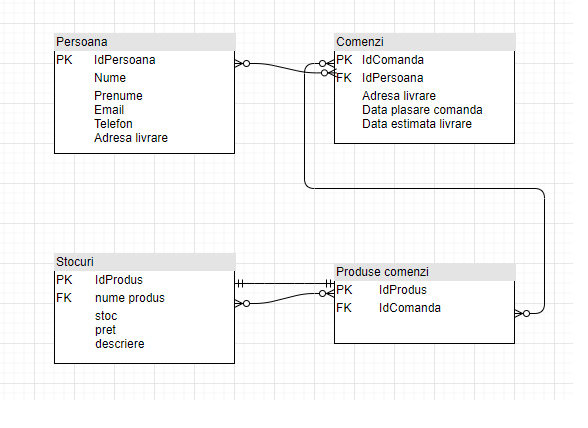 Persoana
PK IdPersoana
Nume
Prenume
Email
Telefon
Adresa livrare
Comenzi
PK IdComanda
FK IdPersoana
Adresa livrare
Data plasare comanda
Data estimata livrare
Stocuri
PK IdProdus
FK nume produs
stoc
pret
descriere
Produse comenzi
PK IdProdus
FK IdComanda